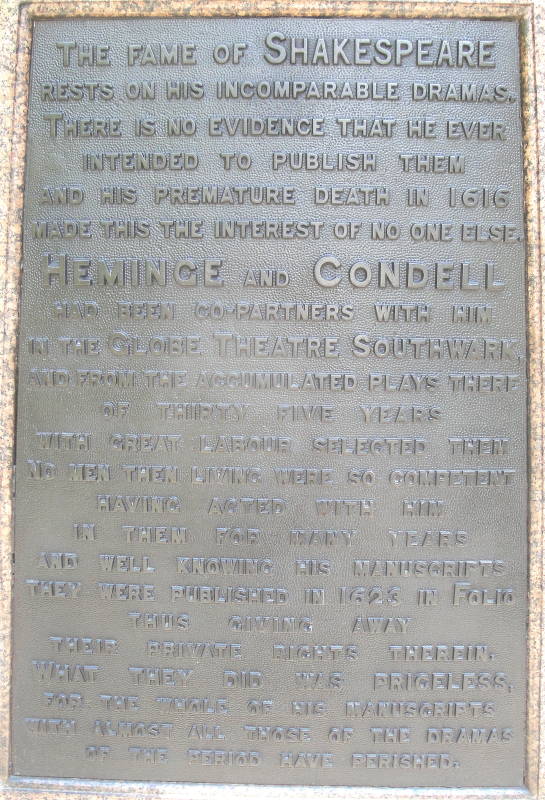 THE FAME OF SHAKESPEARE
RESTS ON HIS INCOMPARABLE DRAMAS.
THERE IS NO EVIDENCE THAT HE EVER
INTENDED TO PUBLISH THEM
AND HIS PREMATURE DEATH IN 1616
MADE THIS THE INTEREST OF NO ONE ELSE.
HEMINGE AND CONDELL
HAD BEEN CO-PARTNERS WITH HIM
IN THE GLOBE THEATRE SOUTHWARK,
AND FROM THE ACCUMULATED PLAYS THERE
OF THIRTY FIVE YEARS
WITH GREAT LABOUR SELECTED THEM
NO MEN THEN LIVING WERE SO COMPETENT
HAVING ACTED WITH HIM
IN THEM FOR MANY YEARS
AND WELL KNOWING HIS MANUSCRIPTS
THEY WERE PUBLISHED IN 1623 IN FOLIO
THUS GIVING AWAY
THEIR PRIVATE RIGHTS THEREIN.
WHAT THEY DID WAS PRICELESS,
FOR THE WHOLE OF HIS MANUSCRIPTS
WITH ALMOST ALL THOSE OF THE DRAMAS
OF THE PERIOD HAVE PERISHED.